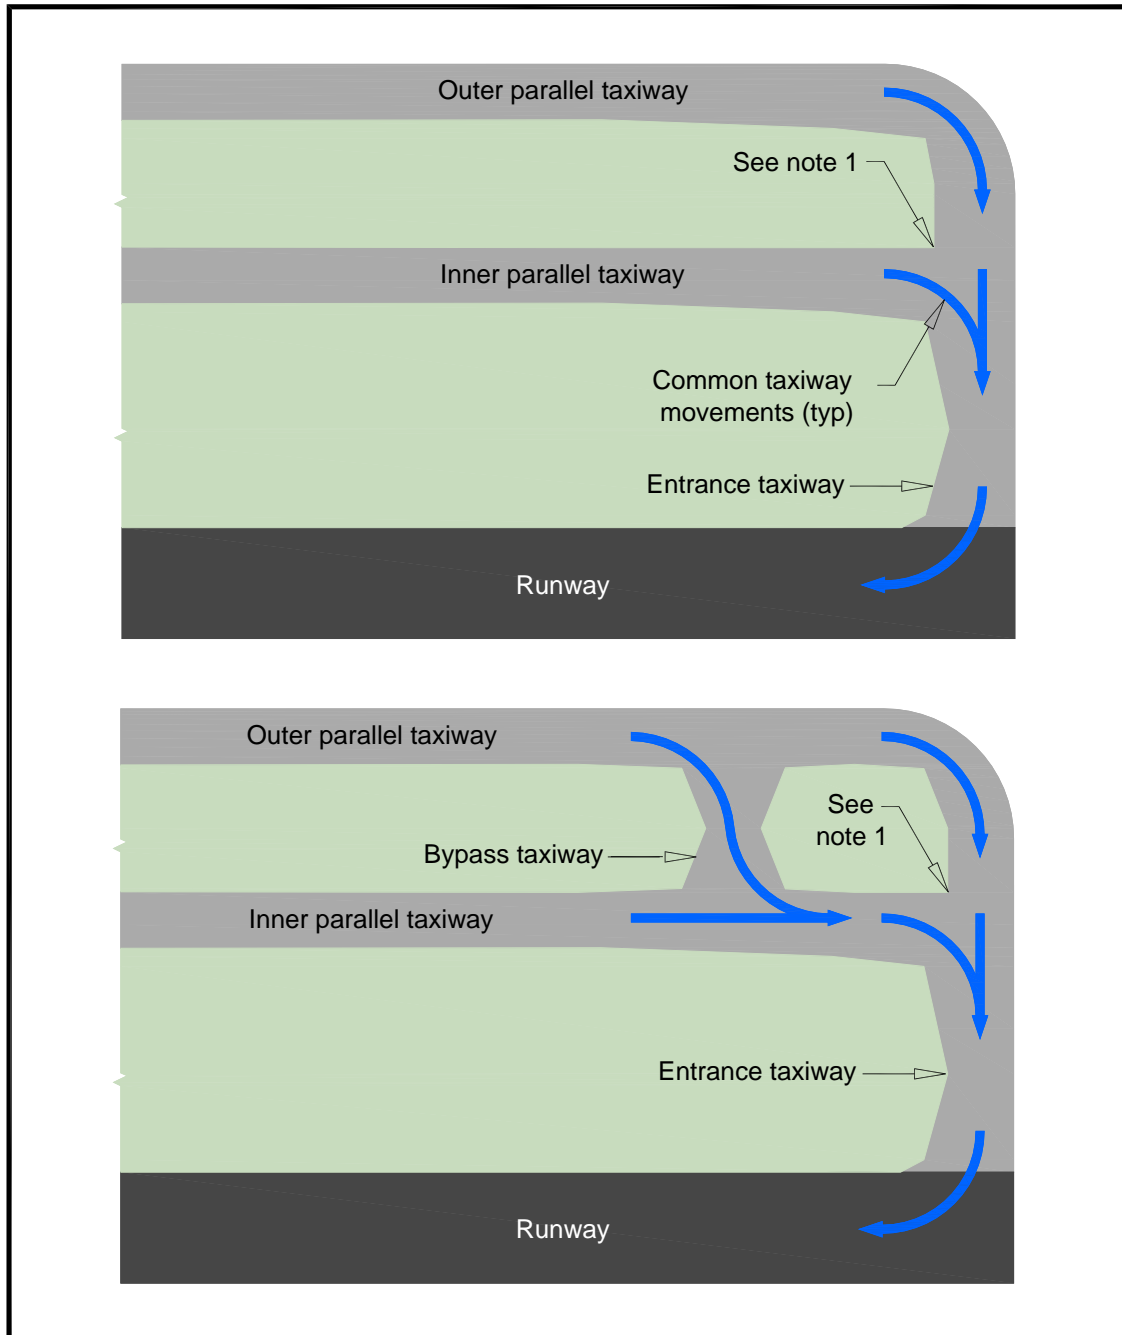 Outer parallel taxiway
See note 1
Inner parallel taxiway
Common taxiway
movements (typ)
Entrance taxiway
Runway
Outer parallel taxiway
See
note 1
Bypass taxiway
Inner parallel taxiway
Entrance taxiway
Runway